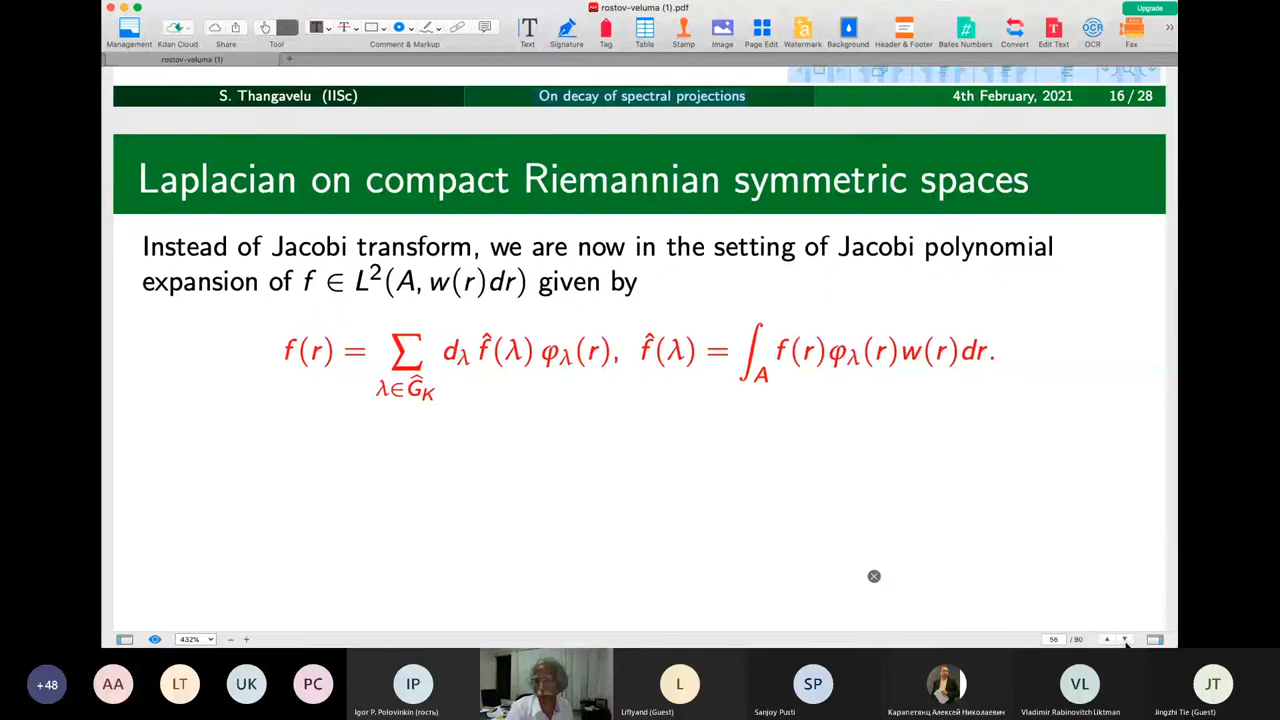 rostov-veluma (1).pdf
Upgrade
Management
Kdan Cloud
Share
Tool
Comment & Markup
Text
Signature
Tag
Table
Stamp
Image
Page Edit
Watermark
Background
Header & Footer
Bates Numbers
Convert
Edit Text
OCR
Fax
rostov-veluma (1)
S. Thangavelu (IISc) On decay of spectral projections 4th February, 2021 16 / 28
Laplacian on compact Riemannian symmetric spaces
Instead of Jacobi transform, we are now in the setting of Jacobi polynomial
expansion of f ∈ L²(A, w(r)dr) given by
f(r) = ∑_{λ∈Ĝ_K} d_λ f̂(λ) φ_λ(r), f̂(λ) = ∫_A f(r)φ_λ(r)w(r)dr.
432%
56 / 90
+48
AA
LT
UK
PC
IP
Igor P. Polovinkin (гость)
L
Liflyand (Guest)
SP
Sanjoy Pusti
Карапетянц Алексей Николаевич
VL
Vladimir Rabinovitch Liktman
JT
Jingzhi Tie (Guest)